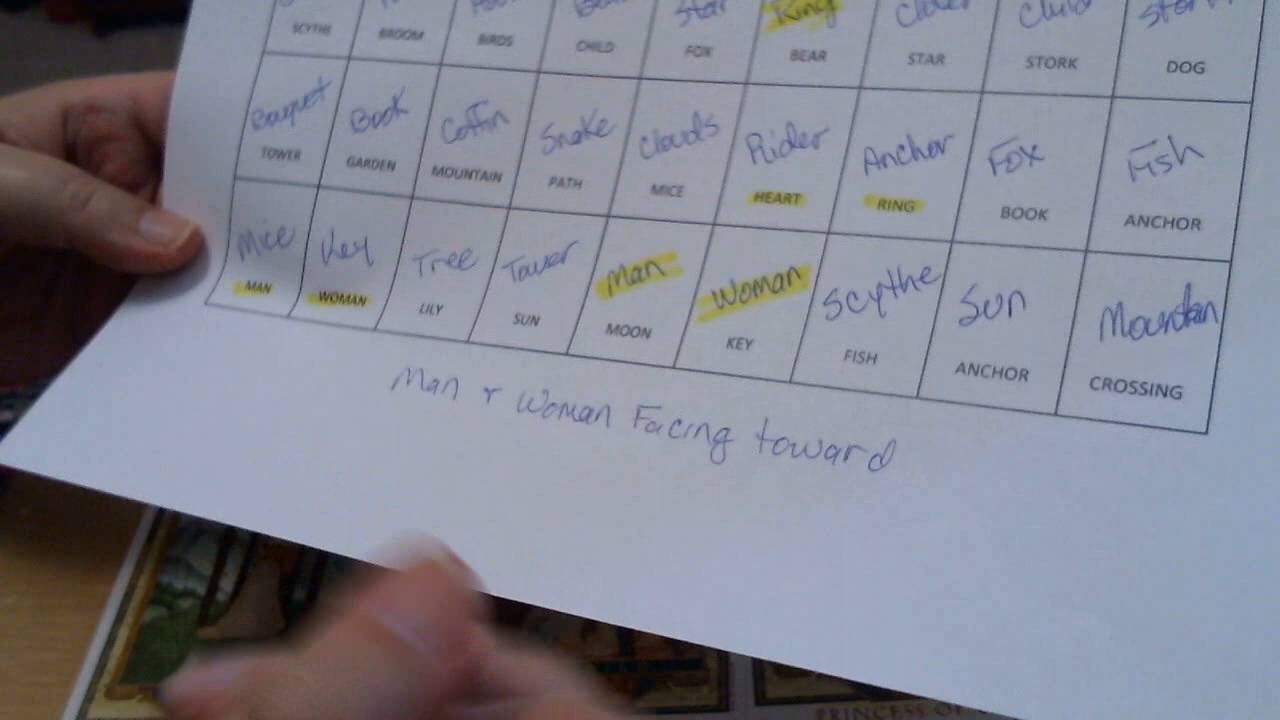 Star Ring Clover Child
SCYTHE BROOM BIRDS CHILD FOX BEAR STAR STORK DOG
Bouquet Book Coffin Snake Clouds Rider Anchor Fox Fish
TOWER GARDEN MOUNTAIN PATH MICE HEART RING BOOK ANCHOR
Mice Key Tree Tower Man Woman Scythe Sun Mountain
MAN WOMAN LILY SUN MOON KEY FISH ANCHOR CROSSING
Man & Woman Facing toward
PRINCESS OF